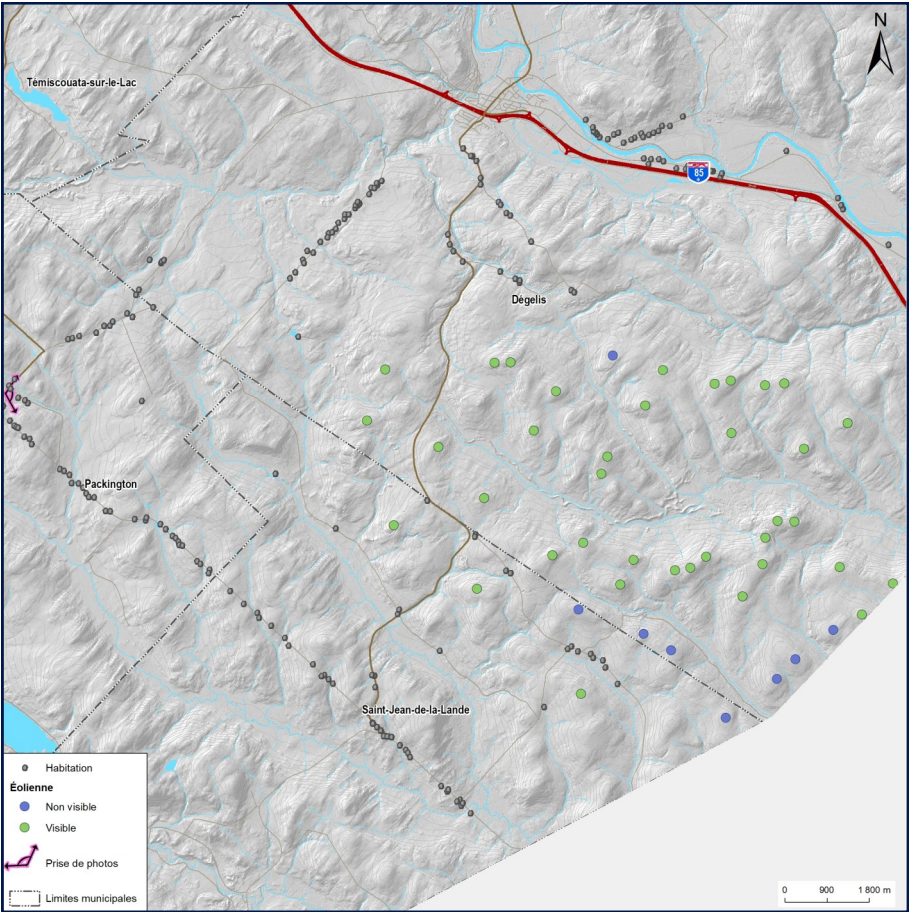 N
Témiscouata-sur-le-Lac
85
Dégelis
Packington
Saint-Jean-de-la-Lande
Habitation
Éolienne
Non visible
Visible
Prise de photos
Limites municipales
0 900 1 800 m